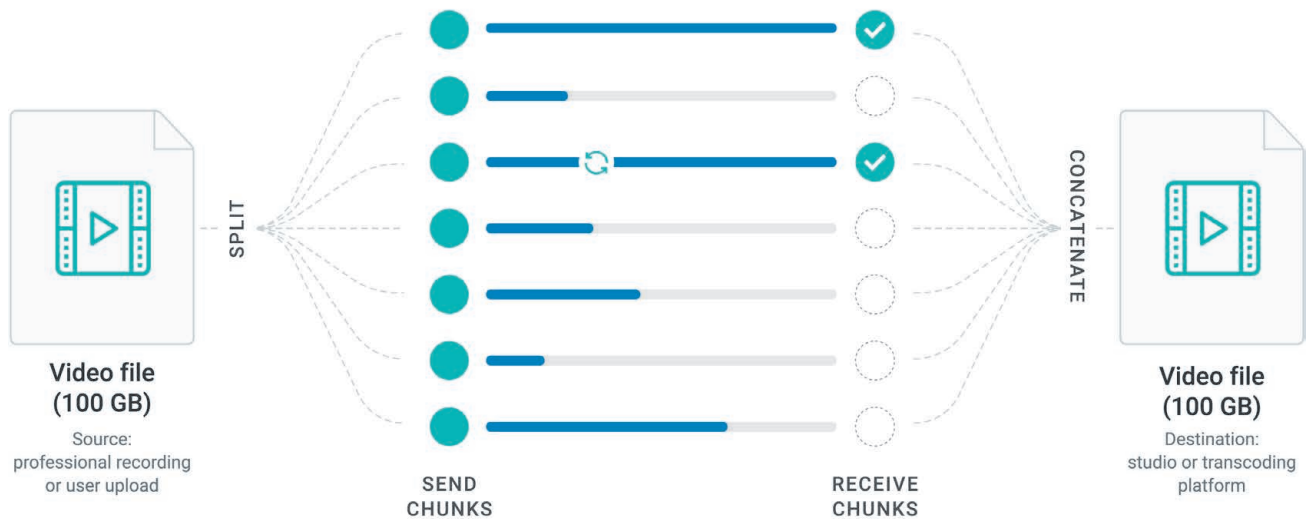 SPLIT
Video file
(100 GB)
Source:
professional recording
or user upload
SEND
CHUNKS
RECEIVE
CHUNKS
CONCATENATE
Video file
(100 GB)
Destination:
studio or transcoding
platform